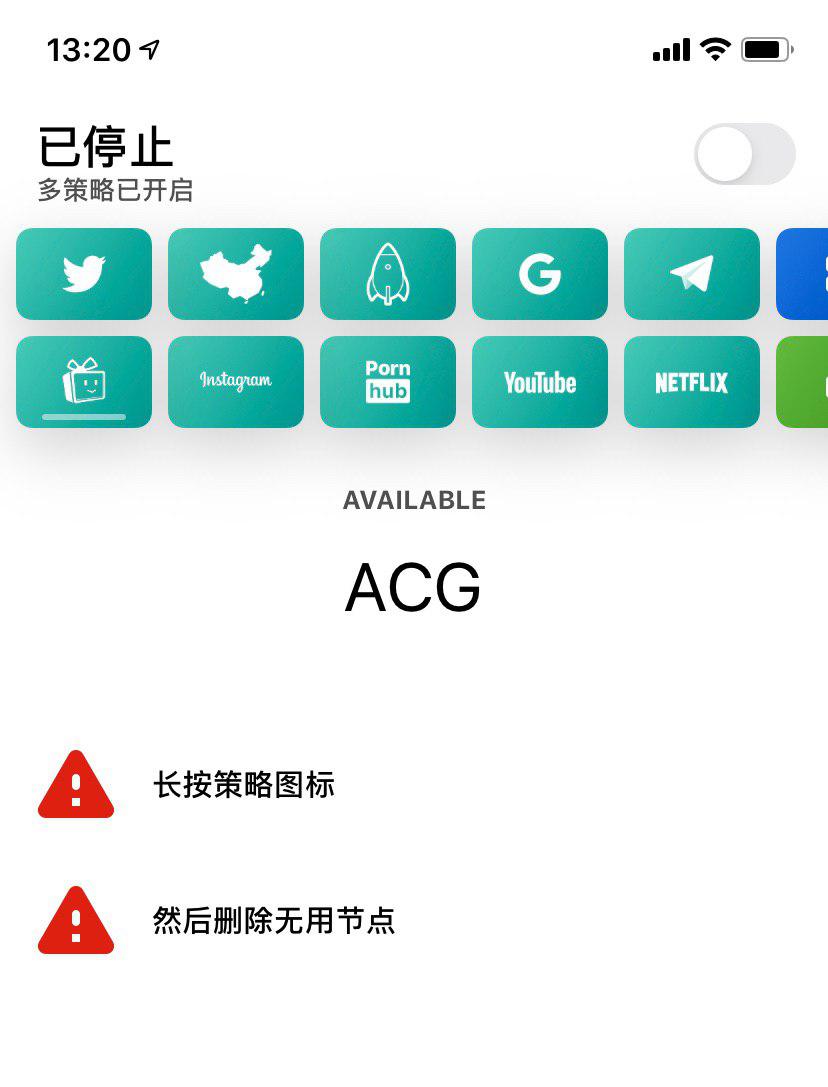 13:20
已停止
多策略已开启
G
Instagram
Porn
hub
YouTube
NETFLIX
AVAILABLE
ACG
长按策略图标
然后删除无用节点